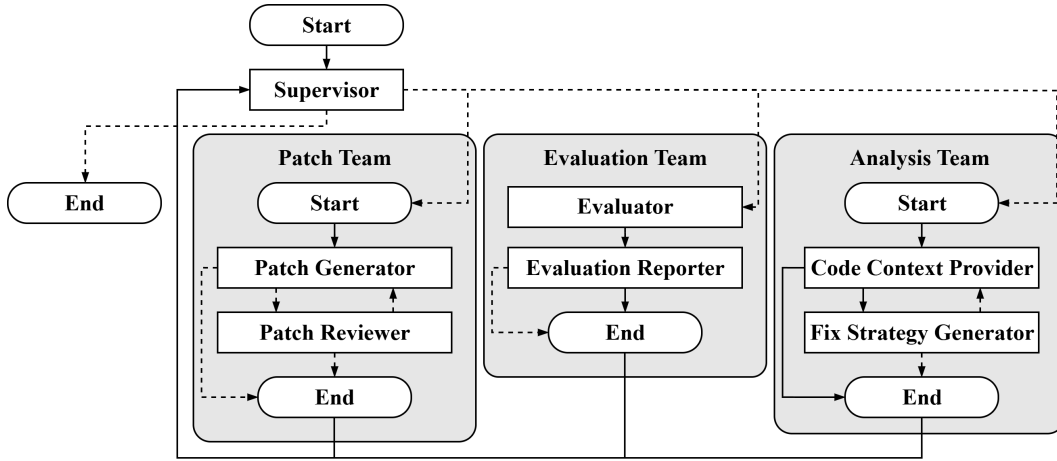 Start
Supervisor
End
Patch Team
Start
Patch Generator
Patch Reviewer
End
Evaluation Team
Evaluator
Evaluation Reporter
End
Analysis Team
Start
Code Context Provider
Fix Strategy Generator
End